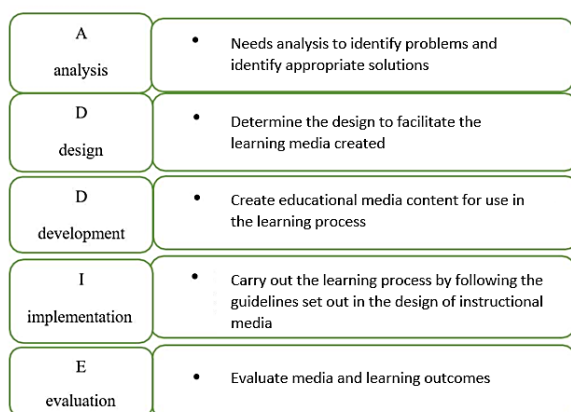 A
analysis
• Needs analysis to identify problems and
identify appropriate solutions
D
design
• Determine the design to facilitate the
learning media created
D
development
• Create educational media content for use in
the learning process
I
implementation
• Carry out the learning process by following the
guidelines set out in the design of instructional
media
E
evaluation
• Evaluate media and learning outcomes